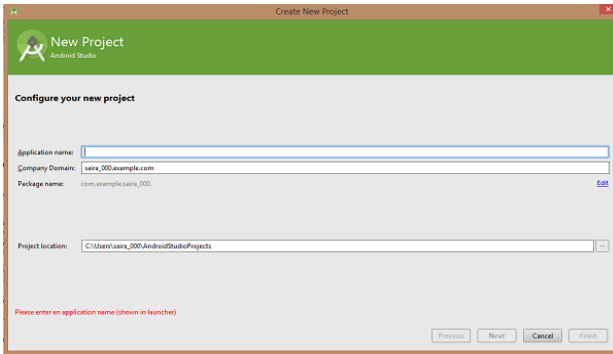 Create New Project
New Project
Android Studio
Configure your new project
Application name:
Company Domain: saira_000.example.com
Package name: com.example.saira_000. Edit
Project location: C:\Users\saira_000\AndroidStudioProjects ...
Please enter an application name (shown in launcher)
Previous Next Cancel Finish